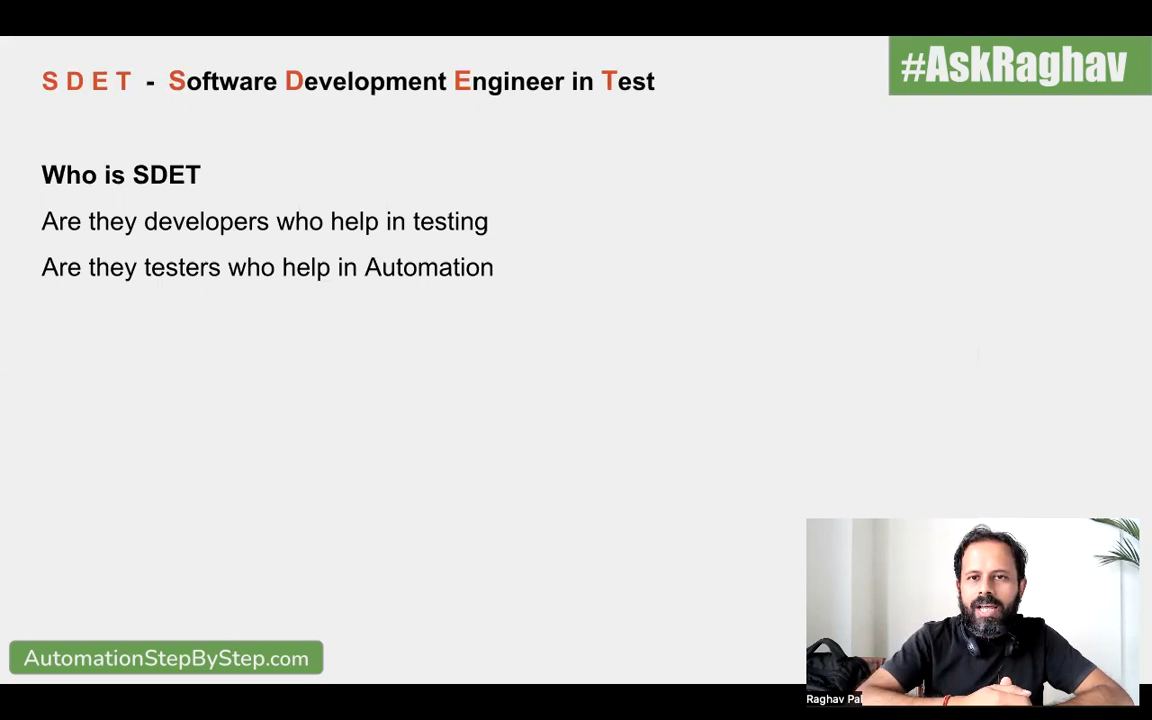 S D E T - Software Development Engineer in Test
#AskRaghav
Who is SDET
Are they developers who help in testing
Are they testers who help in Automation
AutomationStepByStep.com
Raghav